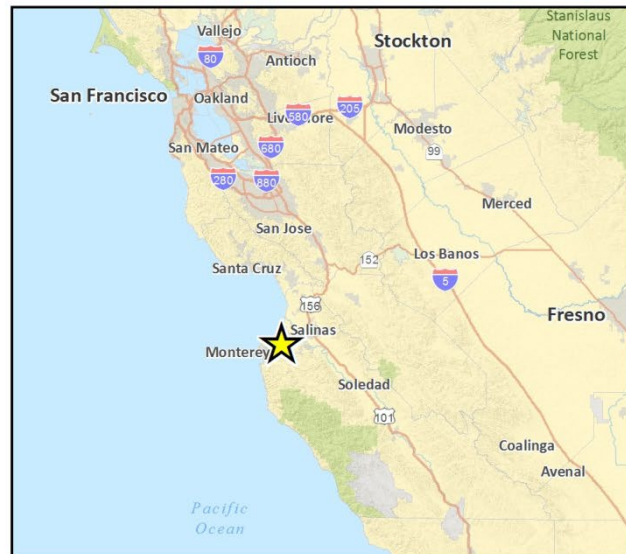 Stanislaus
National
Forest
Vallejo
80
Antioch
Stockton
San Francisco
Oakland
Livermore
580
205
Modesto
99
San Mateo
680
280
880
Merced
San Jose
152
Los Banos
5
Santa Cruz
156
Fresno
Salinas
Monterey
Soledad
101
Coalinga
Avenal
Pacific
Ocean